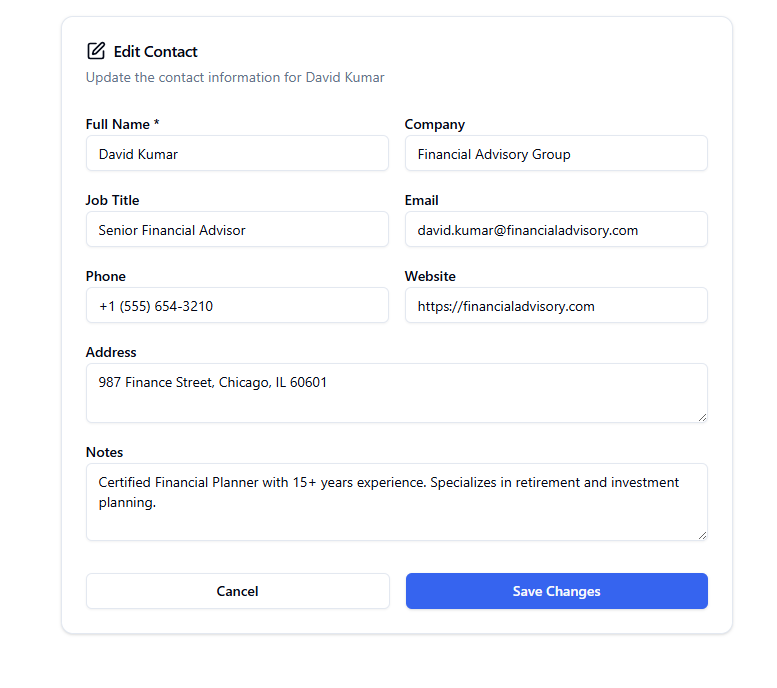 Edit Contact
Update the contact information for David Kumar
Full Name *
Company
David Kumar
Financial Advisory Group
Job Title
Email
Senior Financial Advisor
david.kumar@financialadvisory.com
Phone
Website
+1 (555) 654-3210
https://financialadvisory.com
Address
987 Finance Street, Chicago, IL 60601
Notes
Certified Financial Planner with 15+ years experience. Specializes in retirement and investment
planning.
Cancel
Save Changes